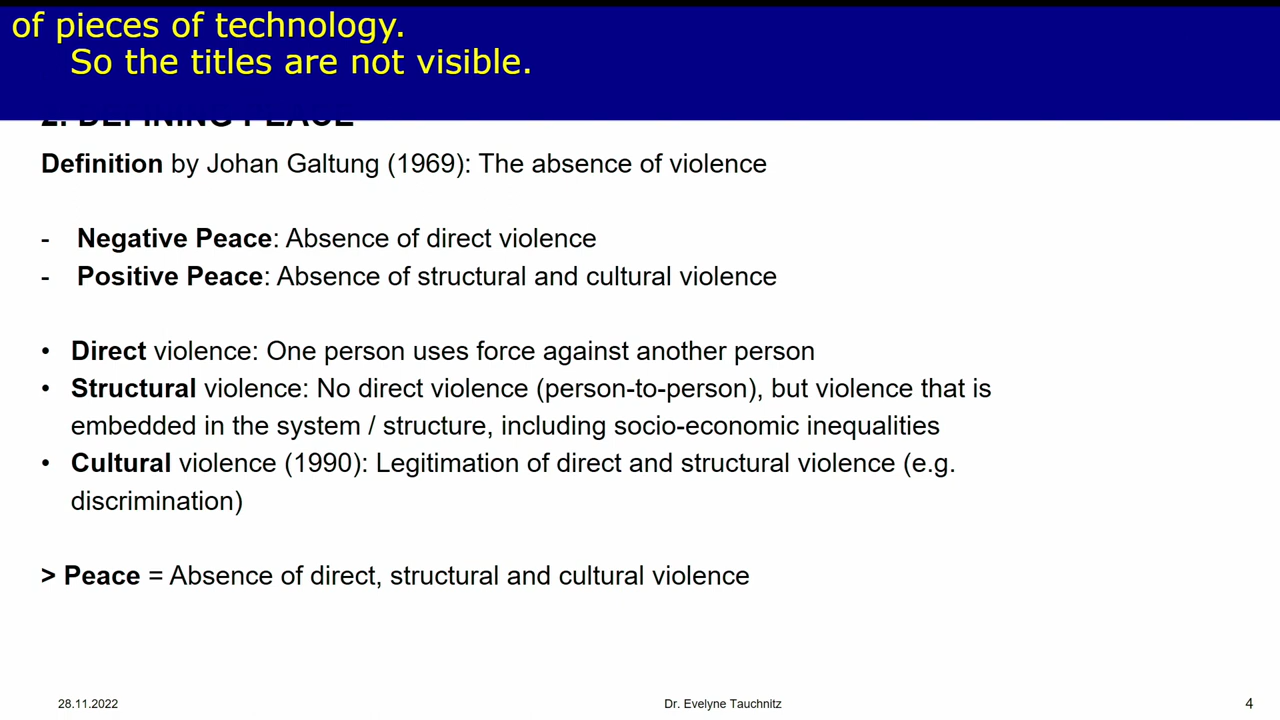 of pieces of technology.
So the titles are not visible.
2. DEFINING PEACE
Definition by Johan Galtung (1969): The absence of violence
- Negative Peace: Absence of direct violence
- Positive Peace: Absence of structural and cultural violence
• Direct violence: One person uses force against another person
• Structural violence: No direct violence (person-to-person), but violence that is
embedded in the system / structure, including socio-economic inequalities
• Cultural violence (1990): Legitimation of direct and structural violence (e.g.
discrimination)
> Peace = Absence of direct, structural and cultural violence
28.11.2022
Dr. Evelyne Tauchnitz
4